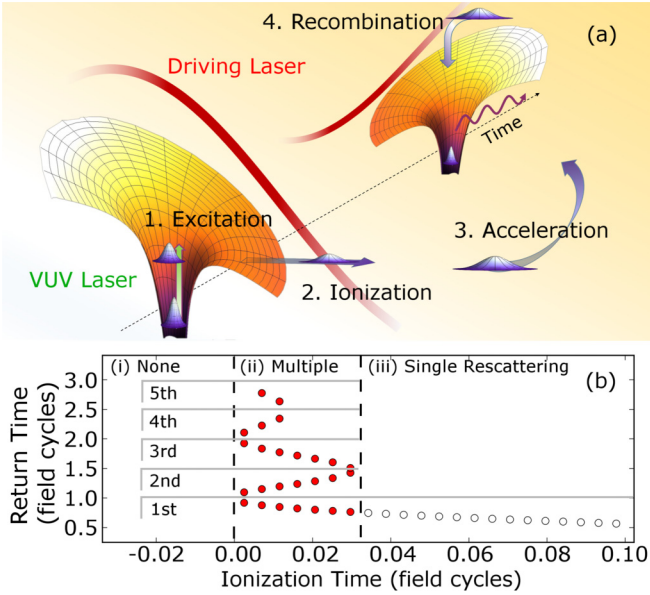 4. Recombination
(a)
Driving Laser
Time
1. Excitation
3. Acceleration
VUV Laser
2. Ionization
(i) None
(ii) Multiple
(iii) Single Rescattering
(b)
Return Time
(field cycles)
3.0
2.5
2.0
1.5
1.0
0.5
5th
4th
3rd
2nd
1st
-0.02 0.00 0.02 0.04 0.06 0.08 0.10
Ionization Time (field cycles)